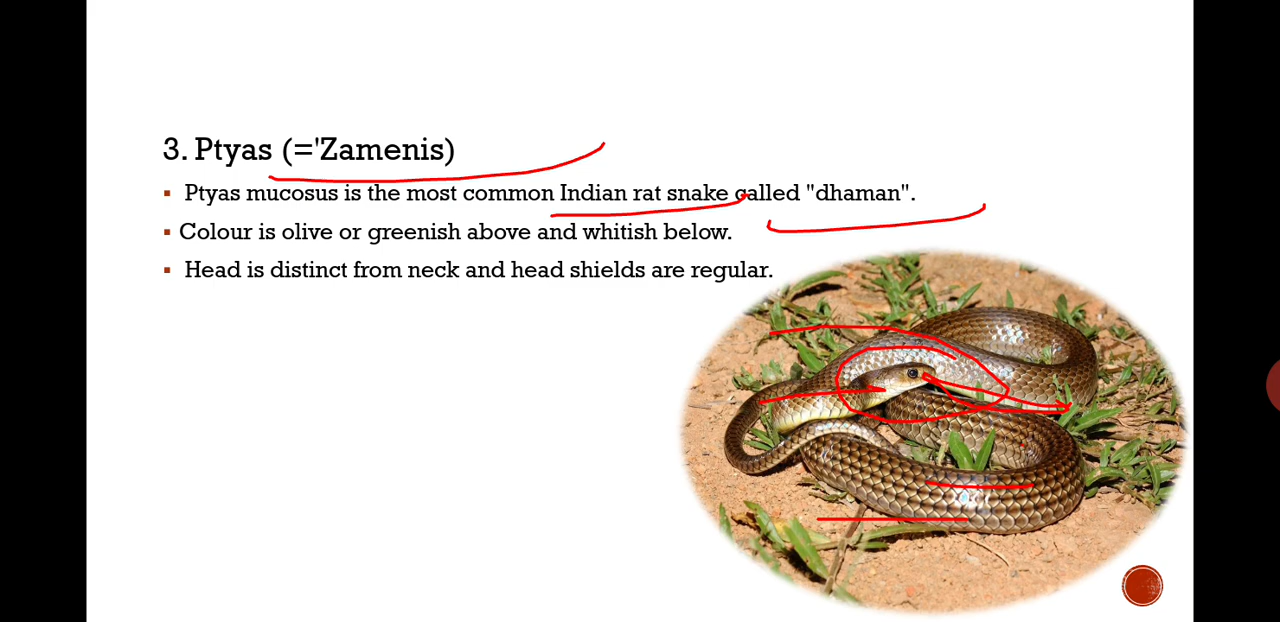 3. Ptyas (='Zamenis)
Ptyas mucosus is the most common Indian rat snake called "dhaman".
Colour is olive or greenish above and whitish below.
Head is distinct from neck and head shields are regular.